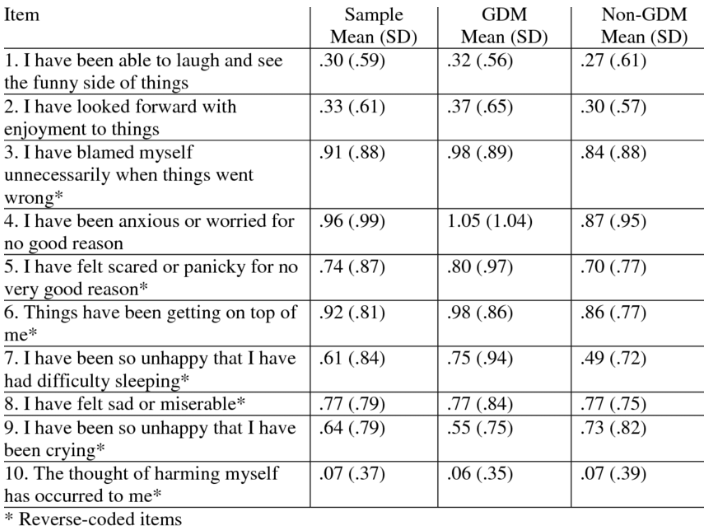 Item Sample GDM Non-GDM
Mean (SD) Mean (SD) Mean (SD)
1. I have been able to laugh and see .30 (.59) .32 (.56) .27 (.61)
the funny side of things
2. I have looked forward with .33 (.61) .37 (.65) .30 (.57)
enjoyment to things
3. I have blamed myself .91 (.88) .98 (.89) .84 (.88)
unnecessarily when things went
wrong*
4. I have been anxious or worried for .96 (.99) 1.05 (1.04) .87 (.95)
no good reason
5. I have felt scared or panicky for no .74 (.87) .80 (.97) .70 (.77)
very good reason*
6. Things have been getting on top of .92 (.81) .98 (.86) .86 (.77)
me*
7. I have been so unhappy that I have .61 (.84) .75 (.94) .49 (.72)
had difficulty sleeping*
8. I have felt sad or miserable* .77 (.79) .77 (.84) .77 (.75)
9. I have been so unhappy that I have .64 (.79) .55 (.75) .73 (.82)
been crying*
10. The thought of harming myself .07 (.37) .06 (.35) .07 (.39)
has occurred to me*
* Reverse-coded items